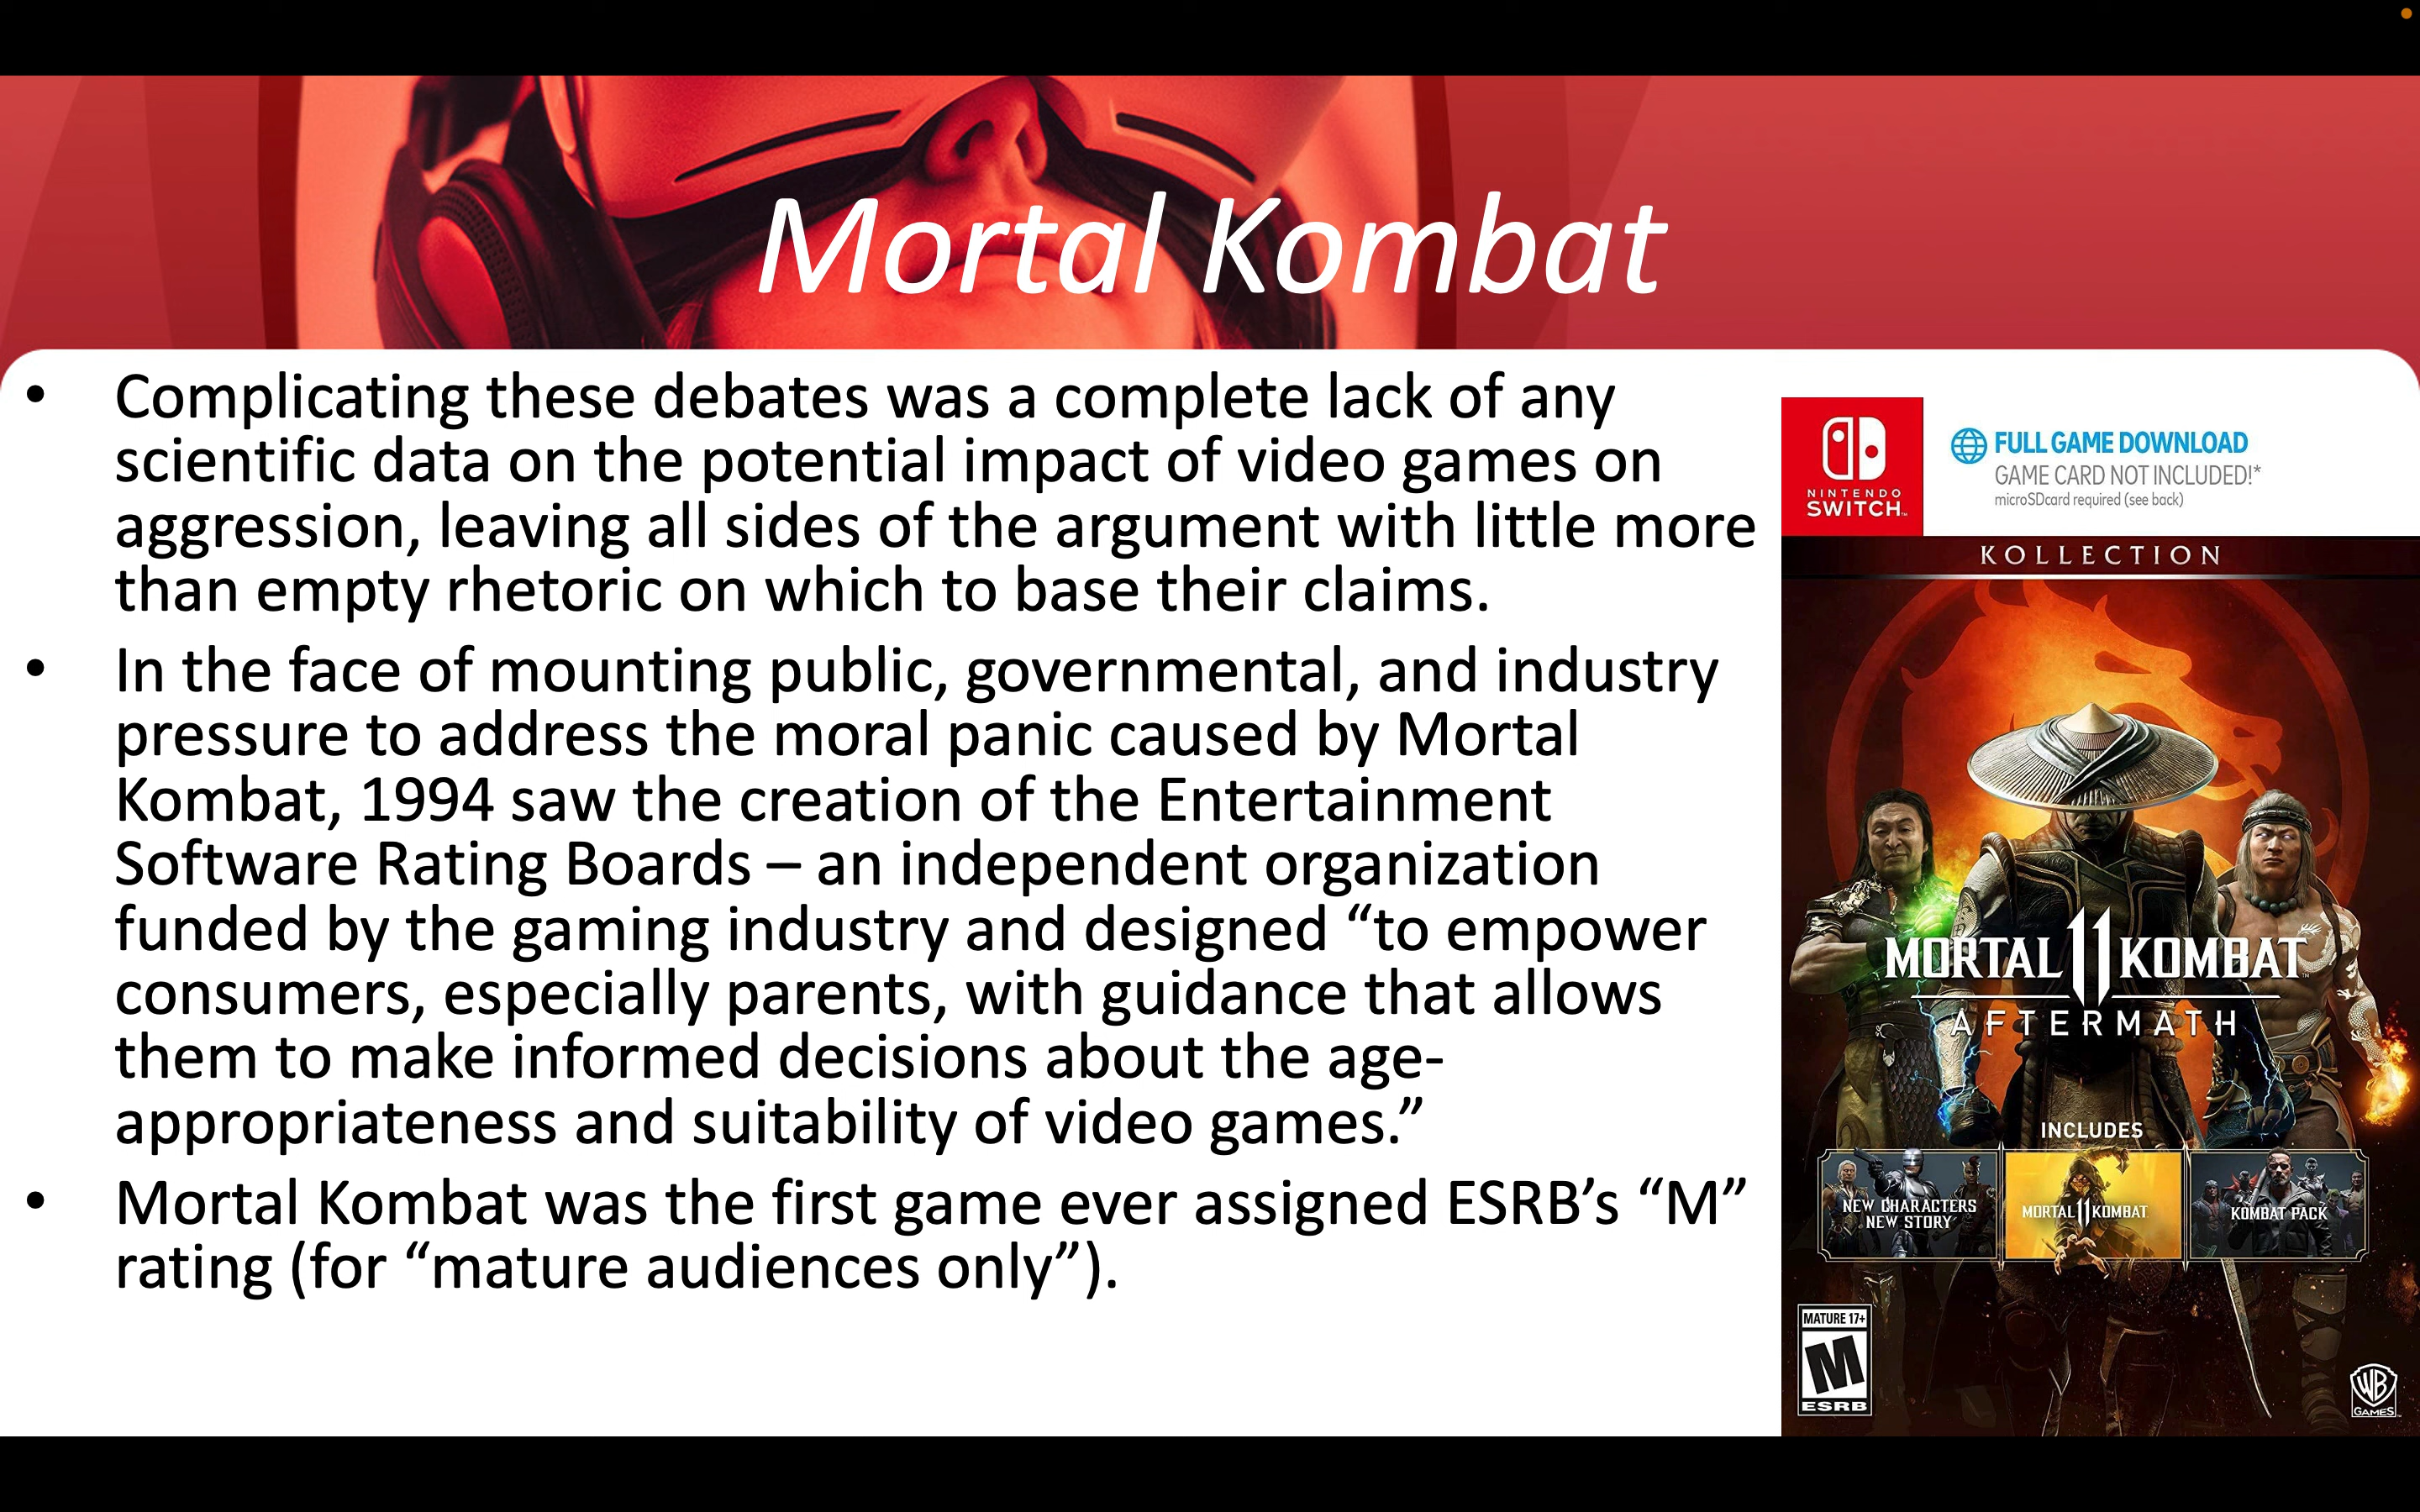 Mortal Kombat
• Complicating these debates was a complete lack of any
scientific data on the potential impact of video games on
aggression, leaving all sides of the argument with little more
than empty rhetoric on which to base their claims.
• In the face of mounting public, governmental, and industry
pressure to address the moral panic caused by Mortal
Kombat, 1994 saw the creation of the Entertainment
Software Rating Boards – an independent organization
funded by the gaming industry and designed “to empower
consumers, especially parents, with guidance that allows
them to make informed decisions about the age-
appropriateness and suitability of video games.”
• Mortal Kombat was the first game ever assigned ESRB’s “M”
rating (for “mature audiences only”).
NINTENDO
SWITCH™
FULL GAME DOWNLOAD
GAME CARD NOT INCLUDED!*
microSDcard required (see back)
KOLLECTION
MORTAL 11 KOMBAT™
AFTERMATH
INCLUDES
NEW CHARACTERS
NEW STORY
MORTAL 11 KOMBAT
KOMBAT PACK
MATURE 17+
M
ESRB
WB
GAMES